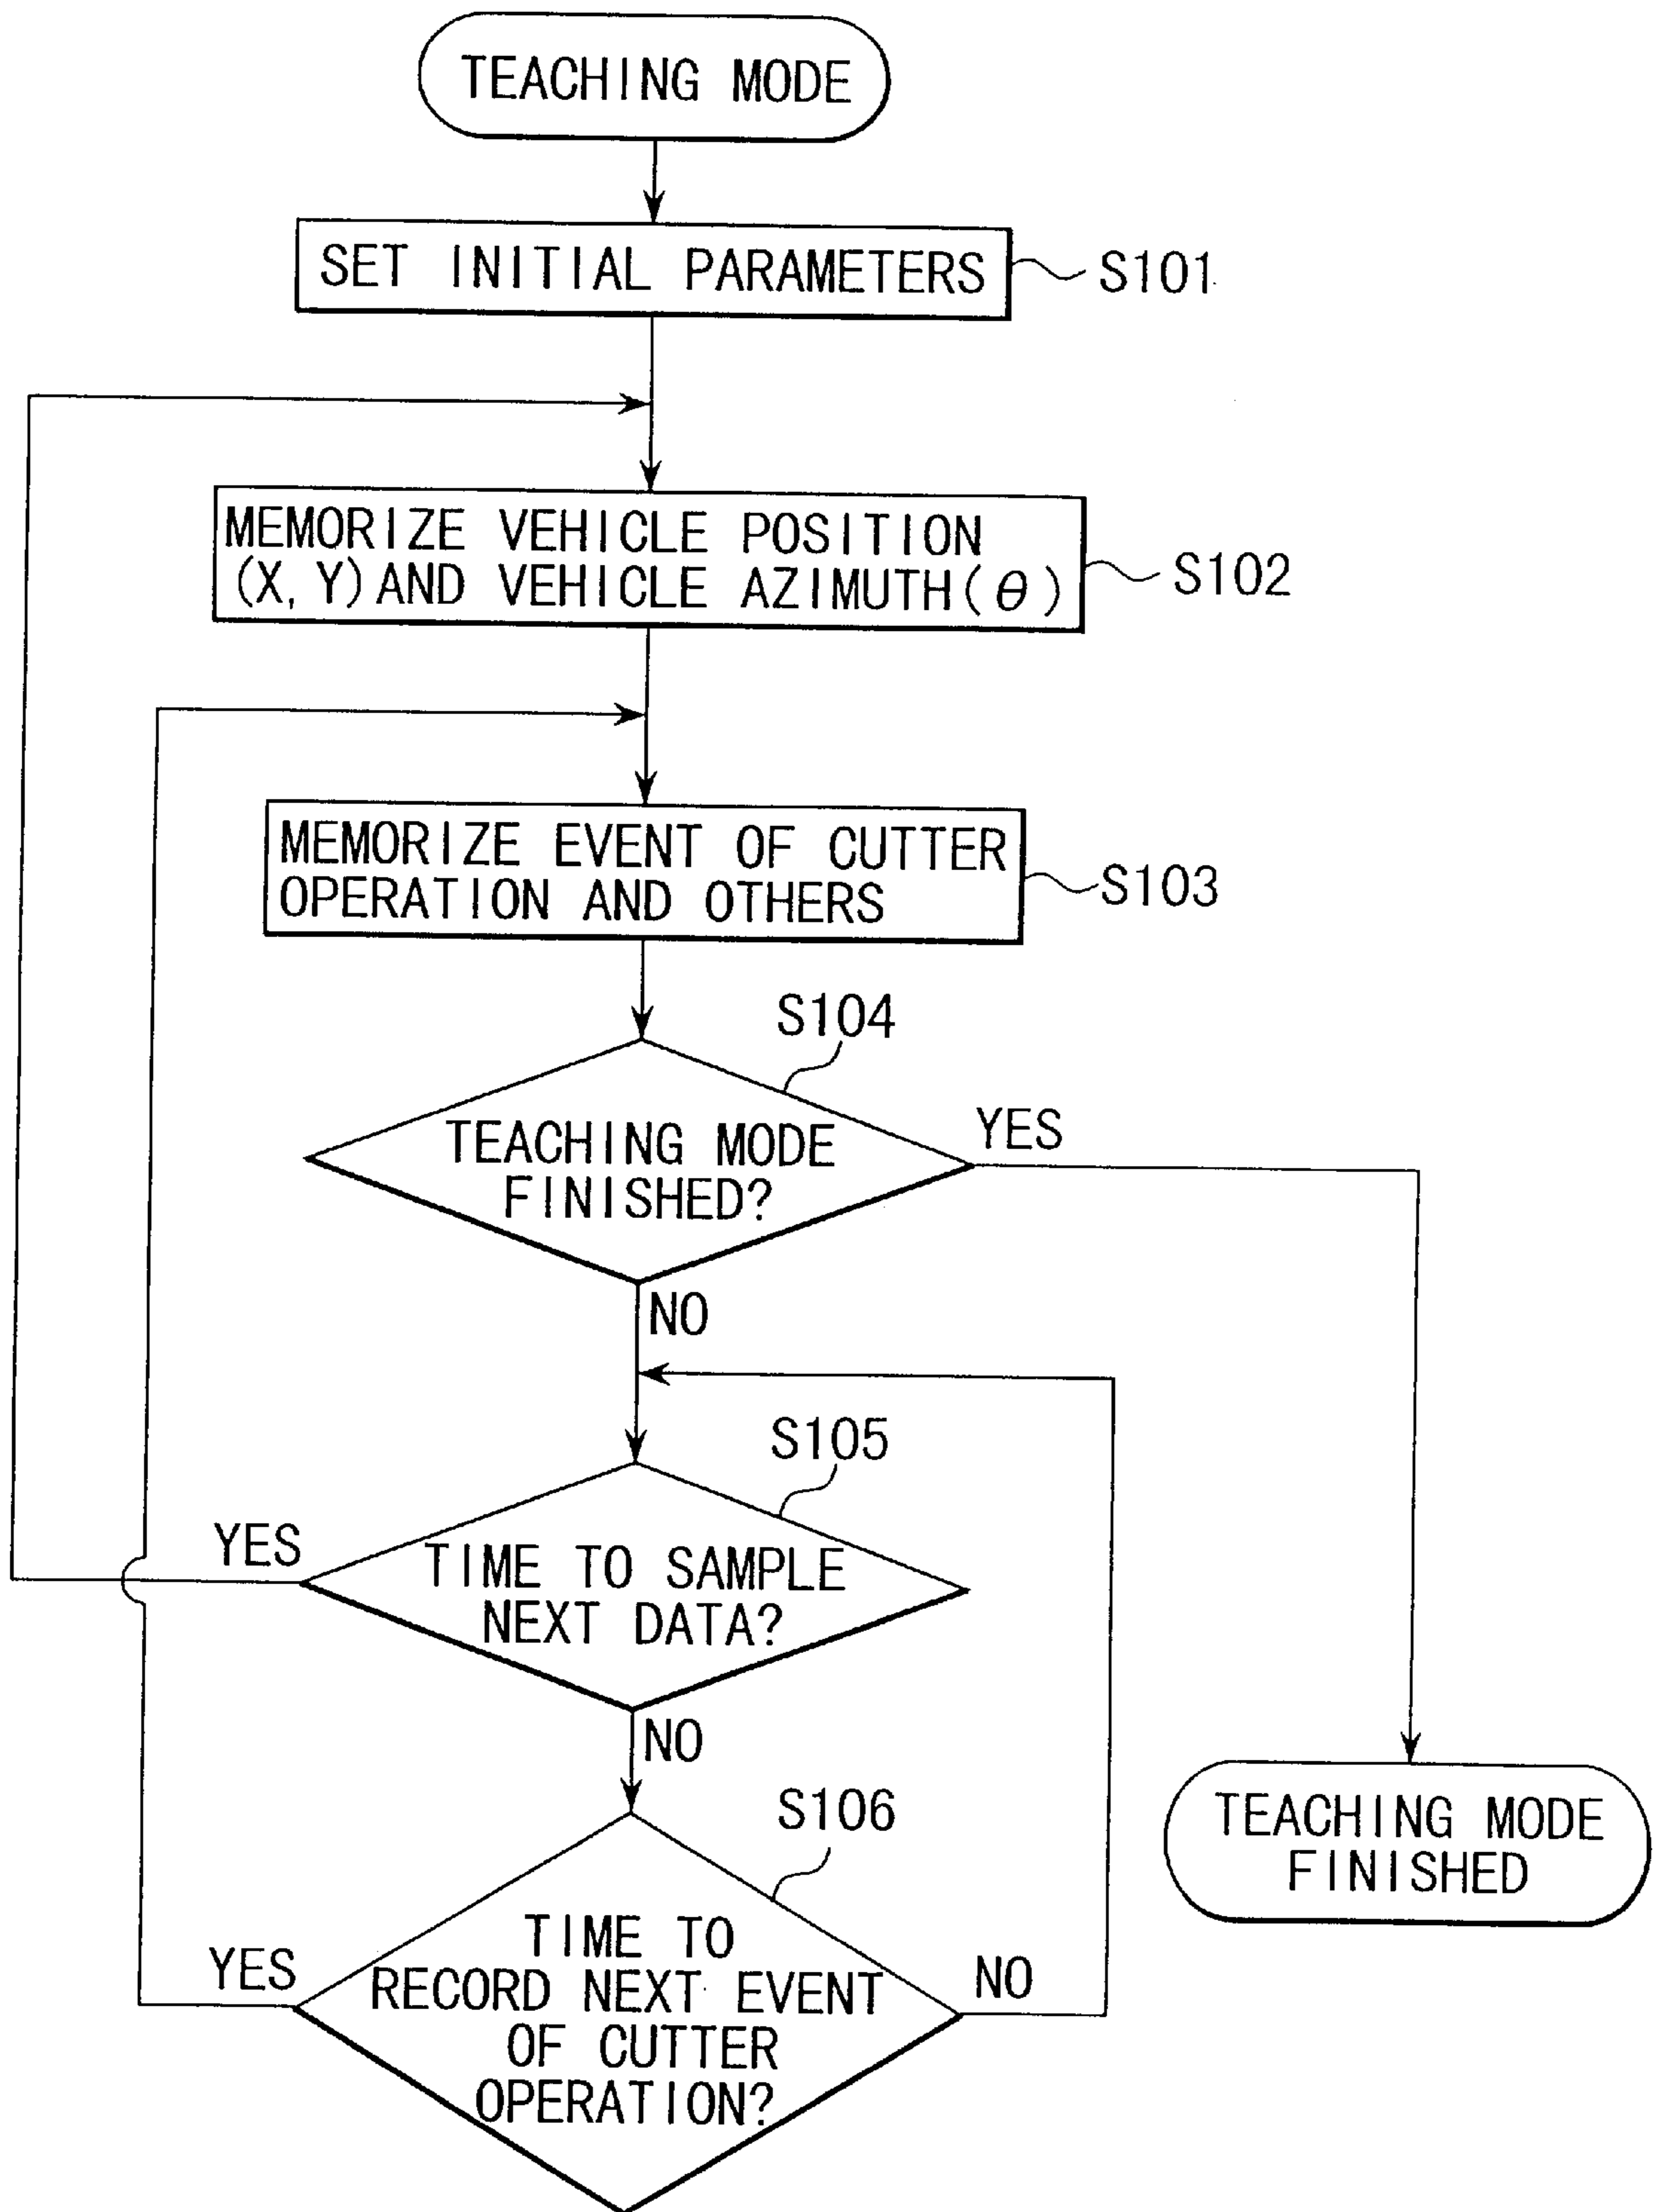 TEACHING MODE
SET INITIAL PARAMETERS
S101
MEMORIZE VEHICLE POSITION
(X, Y) AND VEHICLE AZIMUTH (θ)
S102
MEMORIZE EVENT OF CUTTER
OPERATION AND OTHERS
S103
S104
TEACHING MODE
FINISHED?
YES
NO
S105
YES
TIME TO SAMPLE
NEXT DATA?
NO
S106
TIME TO
RECORD NEXT EVENT
OF CUTTER
OPERATION?
YES
NO
TEACHING MODE
FINISHED